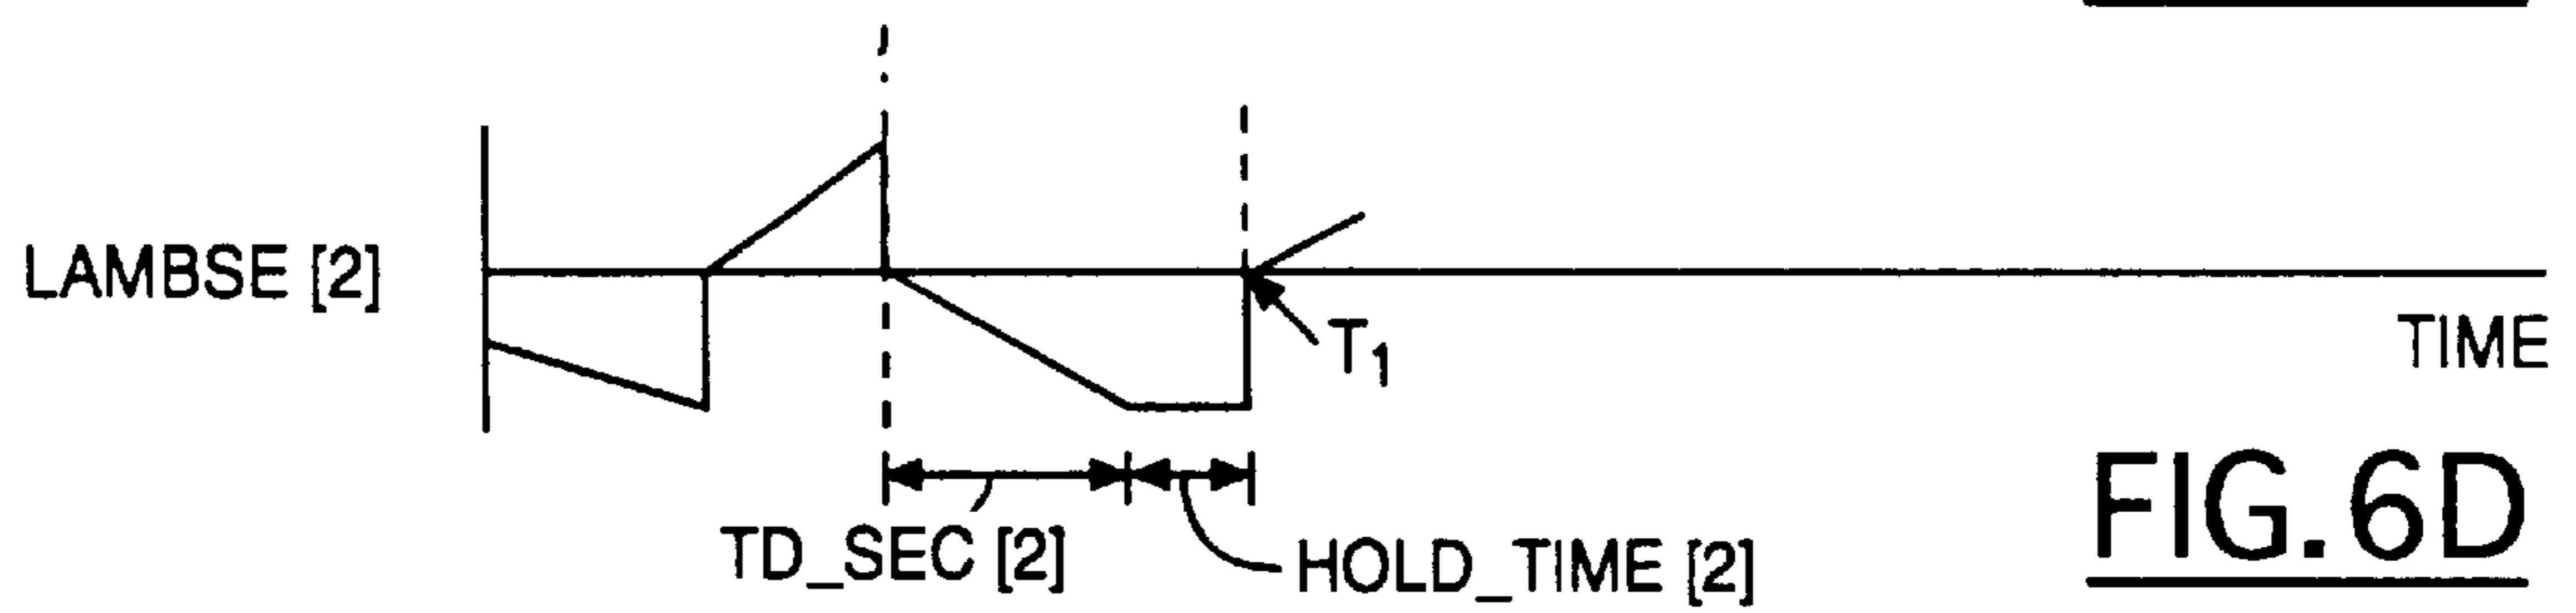 LAMBSE [2]
T1
TIME
TD_SEC [2]
HOLD_TIME [2]
FIG. 6D